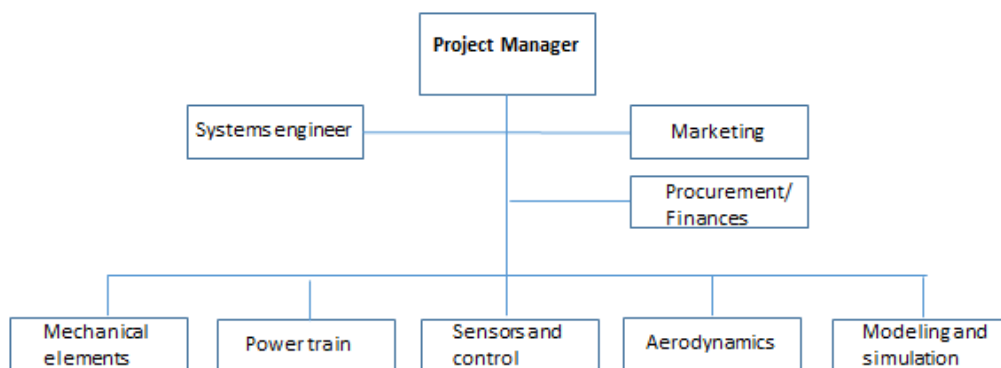 Project Manager
Systems engineer
Marketing
Procurement/
Finances
Mechanical
elements
Power train
Sensors and
control
Aerodynamics
Modeling and
simulation